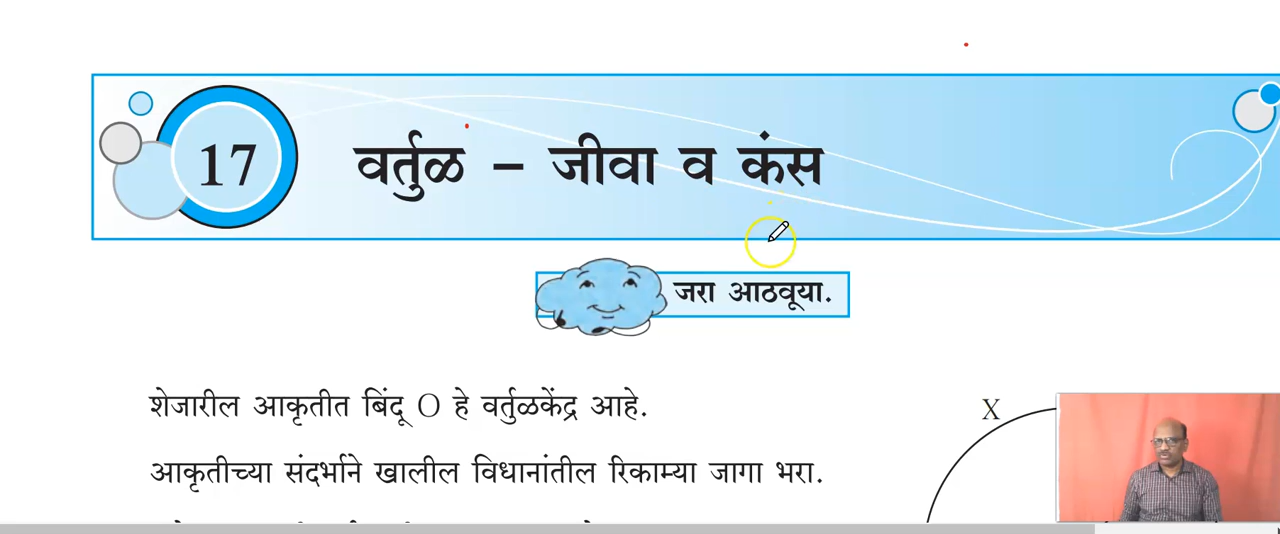 17
वर्तुळ – जीवा व कंस
जरा आठवूया.
शेजारील आकृतीत बिंदू O हे वर्तुळकेंद्र आहे.
X
आकृतीच्या संदर्भाने खालील विधानांतील रिकाम्या जागा भरा.